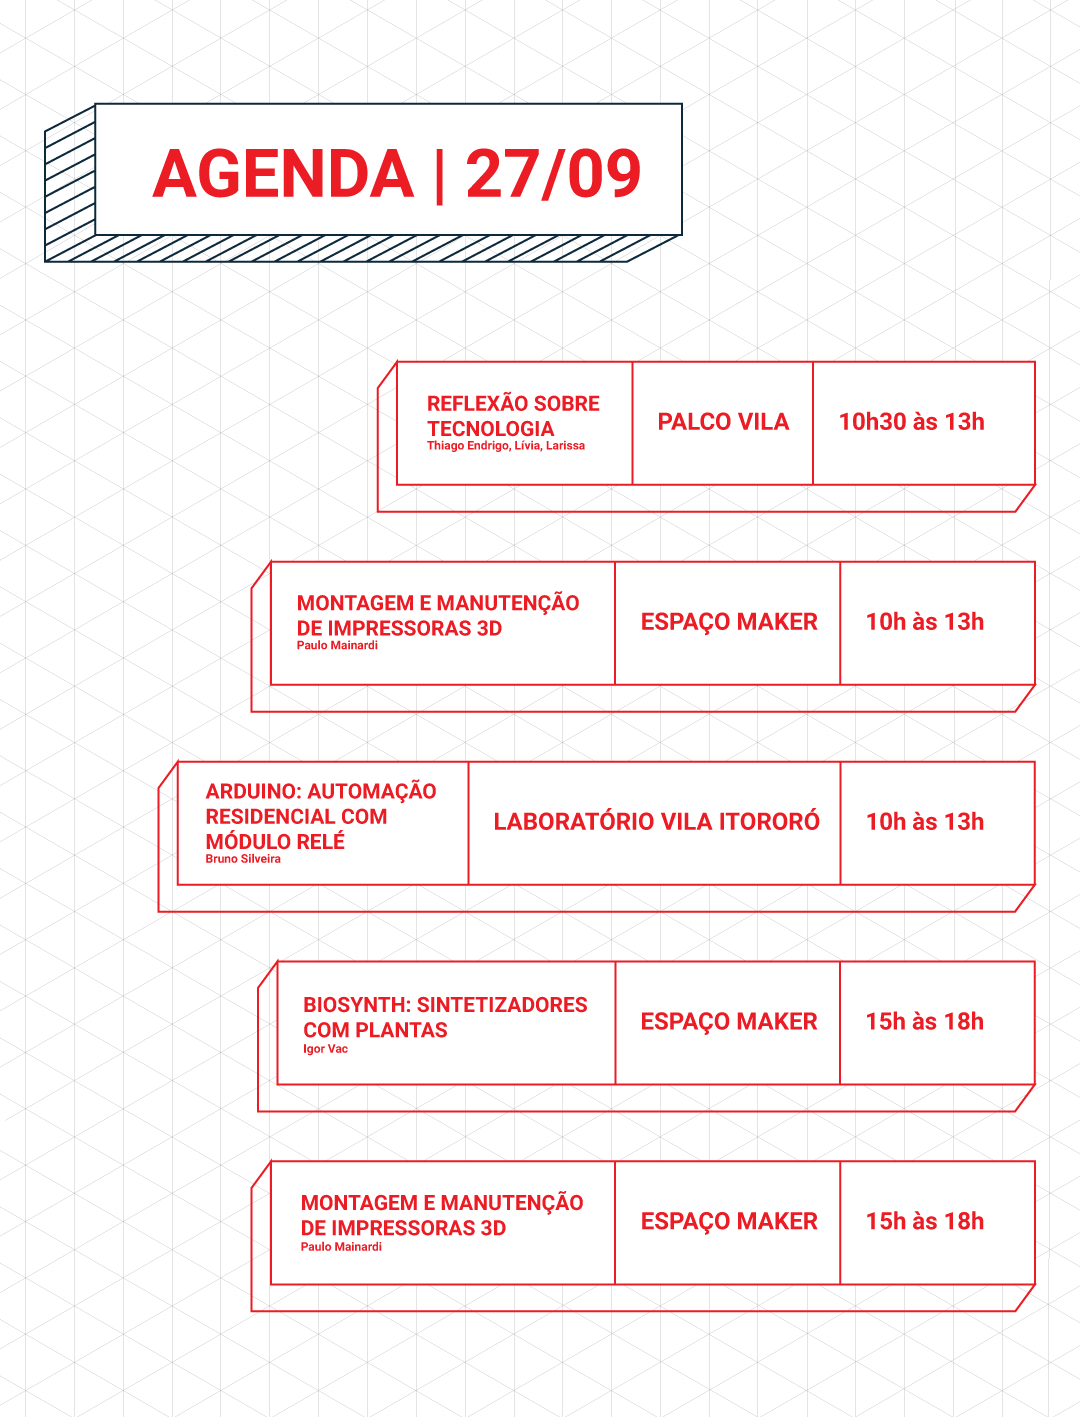 AGENDA | 27/09
REFLEXÃO SOBRE
TECNOLOGIA
Thiago Endrigo, Lívia, Larissa
PALCO VILA
10h30 às 13h
MONTAGEM E MANUTENÇÃO
DE IMPRESSORAS 3D
Paulo Mainardi
ESPAÇO MAKER
10h às 13h
ARDUINO: AUTOMAÇÃO
RESIDENCIAL COM
MÓDULO RELÉ
Bruno Silveira
LABORATÓRIO VILA ITORORÓ
10h às 13h
BIOSYNTH: SINTETIZADORES
COM PLANTAS
Igor Vac
ESPAÇO MAKER
15h às 18h
MONTAGEM E MANUTENÇÃO
DE IMPRESSORAS 3D
Paulo Mainardi
ESPAÇO MAKER
15h às 18h